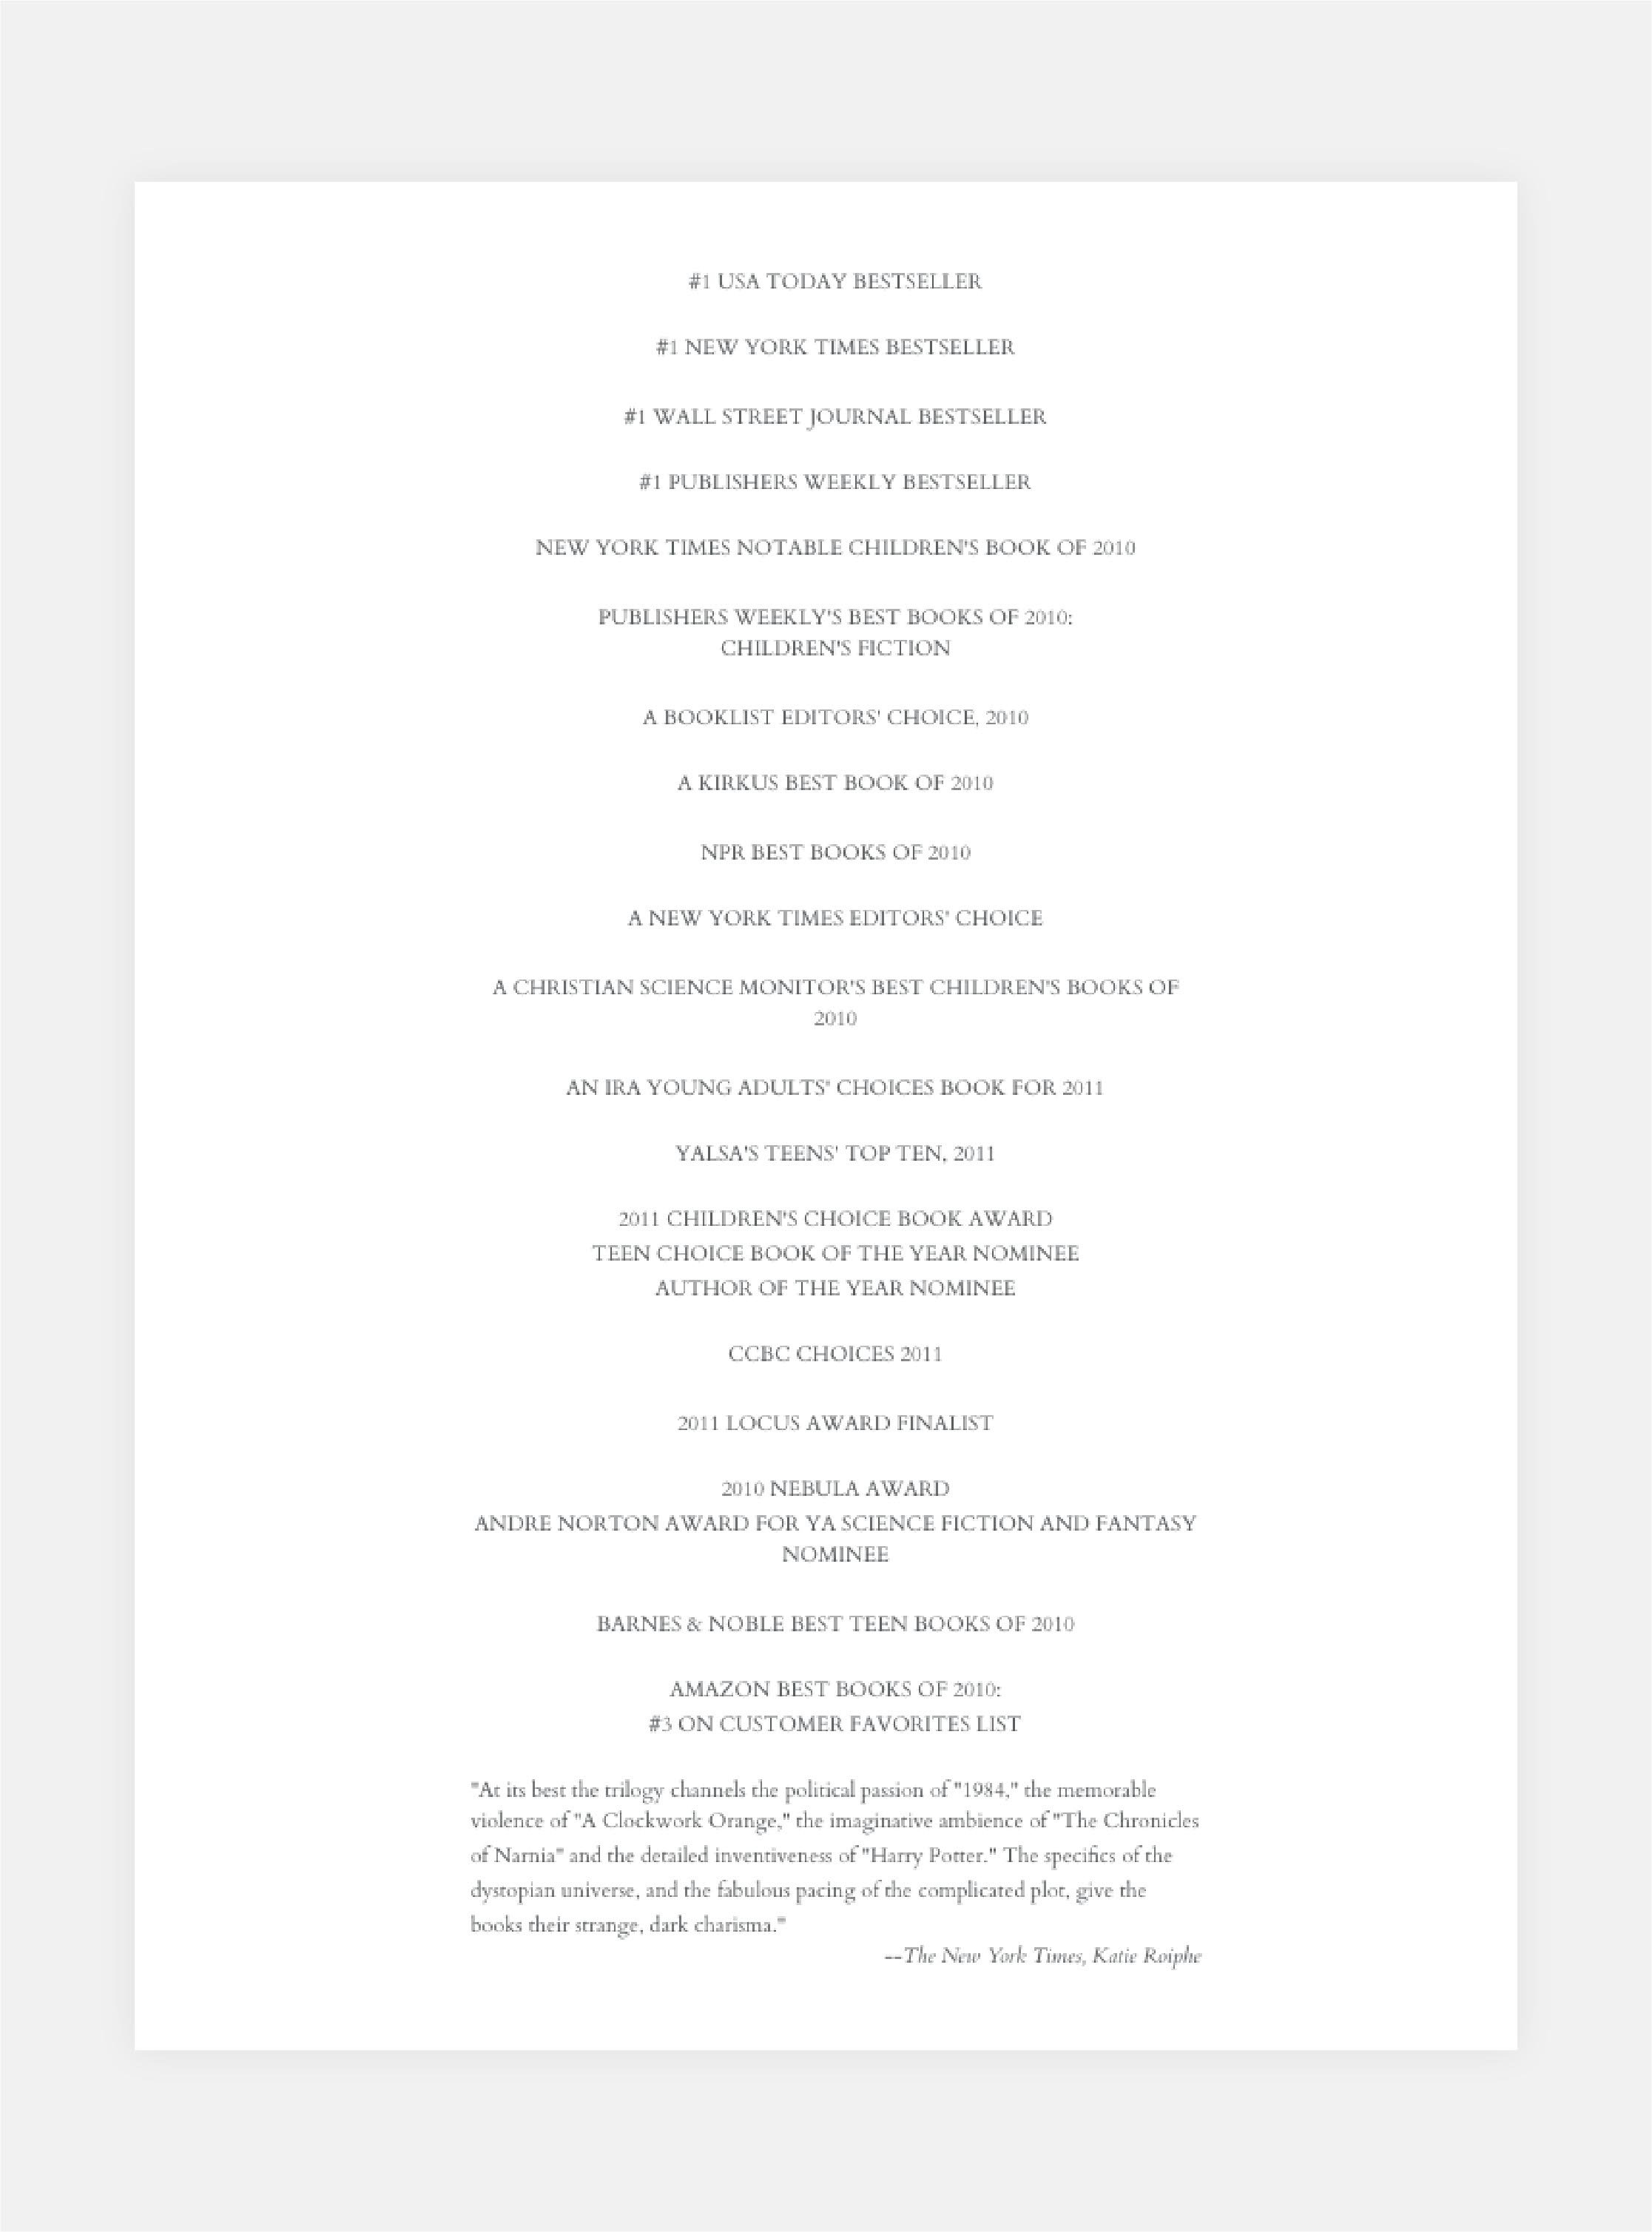 #1 USA TODAY BESTSELLER
#1 NEW YORK TIMES BESTSELLER
#1 WALL STREET JOURNAL BESTSELLER
#1 PUBLISHERS WEEKLY BESTSELLER
NEW YORK TIMES NOTABLE CHILDREN'S BOOK OF 2010
PUBLISHERS WEEKLY'S BEST BOOKS OF 2010:
CHILDREN'S FICTION
A BOOKLIST EDITORS' CHOICE, 2010
A KIRKUS BEST BOOK OF 2010
NPR BEST BOOKS OF 2010
A NEW YORK TIMES EDITORS' CHOICE
A CHRISTIAN SCIENCE MONITOR'S BEST CHILDREN'S BOOKS OF
2010
AN IRA YOUNG ADULTS' CHOICES BOOK FOR 2011
YALSA'S TEENS' TOP TEN, 2011
2011 CHILDREN'S CHOICE BOOK AWARD
TEEN CHOICE BOOK OF THE YEAR NOMINEE
AUTHOR OF THE YEAR NOMINEE
CCBC CHOICES 2011
2011 LOCUS AWARD FINALIST
2010 NEBULA AWARD
ANDRE NORTON AWARD FOR YA SCIENCE FICTION AND FANTASY
NOMINEE
BARNES & NOBLE BEST TEEN BOOKS OF 2010
AMAZON BEST BOOKS OF 2010:
#3 ON CUSTOMER FAVORITES LIST
"At its best the trilogy channels the political passion of "1984," the memorable
violence of "A Clockwork Orange," the imaginative ambience of "The Chronicles
of Narnia" and the detailed inventiveness of "Harry Potter." The specifics of the
dystopian universe, and the fabulous pacing of the complicated plot, give the
books their strange, dark charisma."
--The New York Times, Katie Roiphe